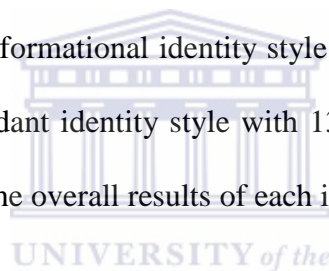 formational identity style
dant identity style with 13
he overall results of each i
UNIVERSITY of the